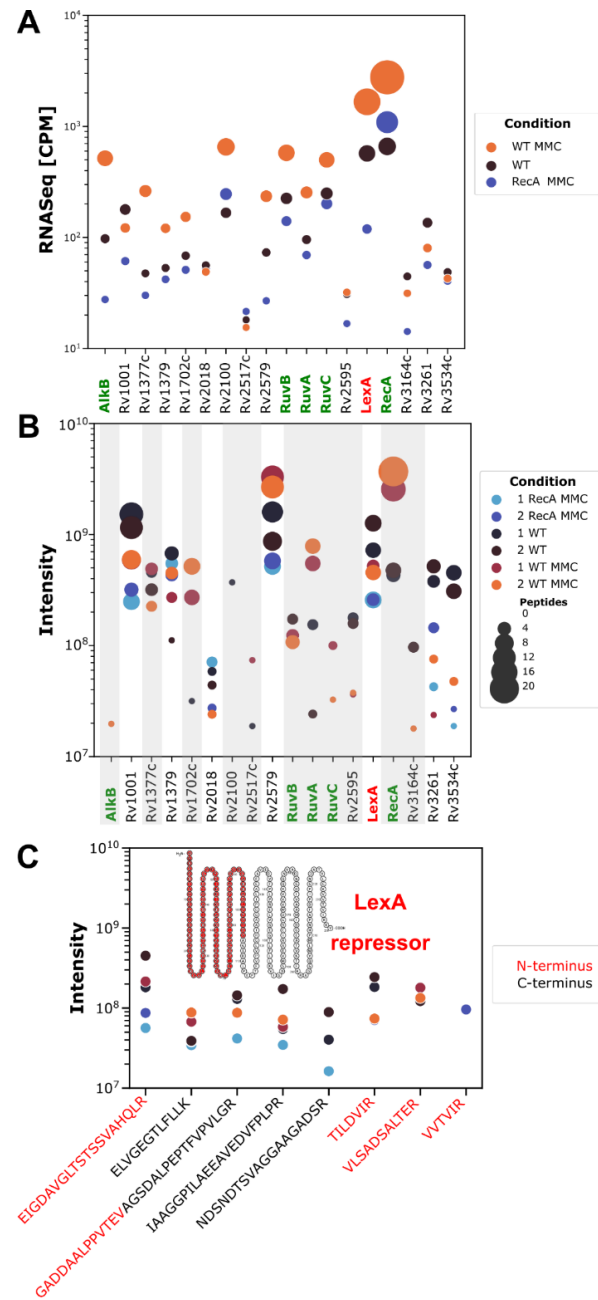 A
10⁴
10³
10²
10¹
RNASeq [CPM]
Condition
WT MMC
WT
RecA MMC
AlkB
Rv1001
Rv1377c
Rv1379
Rv1702c
Rv2018
Rv2100
Rv2517c
Rv2579
RuvB
RuvA
RuvC
Rv2595
LexA
RecA
Rv3164c
Rv3261
Rv3534c
B
10¹⁰
10⁹
10⁸
10⁷
Intensity
Condition
1 RecA MMC
2 RecA MMC
1 WT
2 WT
1 WT MMC
2 WT MMC
Peptides
0
4
8
12
16
20
AlkB
Rv1001
Rv1377c
Rv1379
Rv1702c
Rv2018
Rv2100
Rv2517c
Rv2579
RuvB
RuvA
RuvC
Rv2595
LexA
RecA
Rv3164c
Rv3261
Rv3534c
C
10¹⁰
10⁹
10⁸
10⁷
Intensity
LexA
repressor
N-terminus
C-terminus
EIGDAVGLTSTSSVAHQLR
ELVGEGTLFLLK
GADDAALPPVTEVAGSDALPEPTFVPVLGR
IAAGGPILAEEAVEDVFPLPR
NDSNDTSVAGGAAGADSR
TILDVIR
VLSADSALTER
VVTVIR